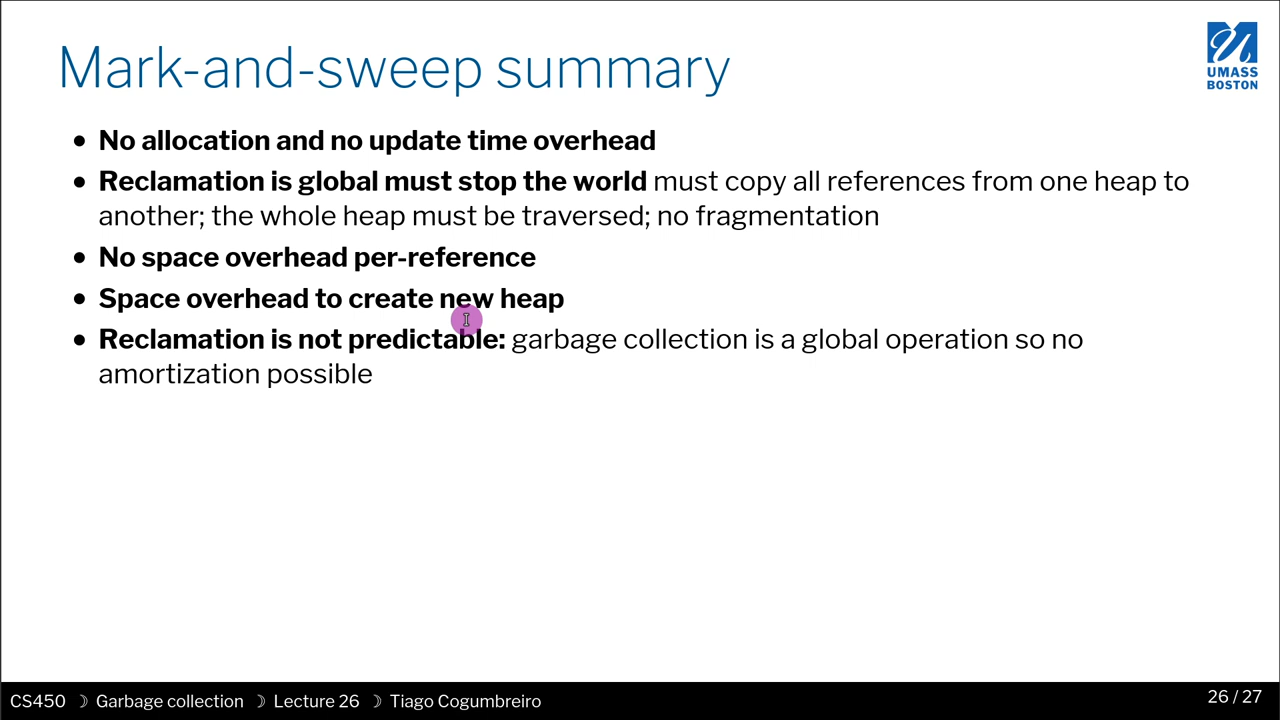 Mark-and-sweep summary
UMASS
BOSTON
• No allocation and no update time overhead
• Reclamation is global must stop the world must copy all references from one heap to
another; the whole heap must be traversed; no fragmentation
• No space overhead per-reference
• Space overhead to create new heap
• Reclamation is not predictable: garbage collection is a global operation so no
amortization possible
CS450 ☽ Garbage collection ☽ Lecture 26 ☽ Tiago Cogumbreiro
26 / 27